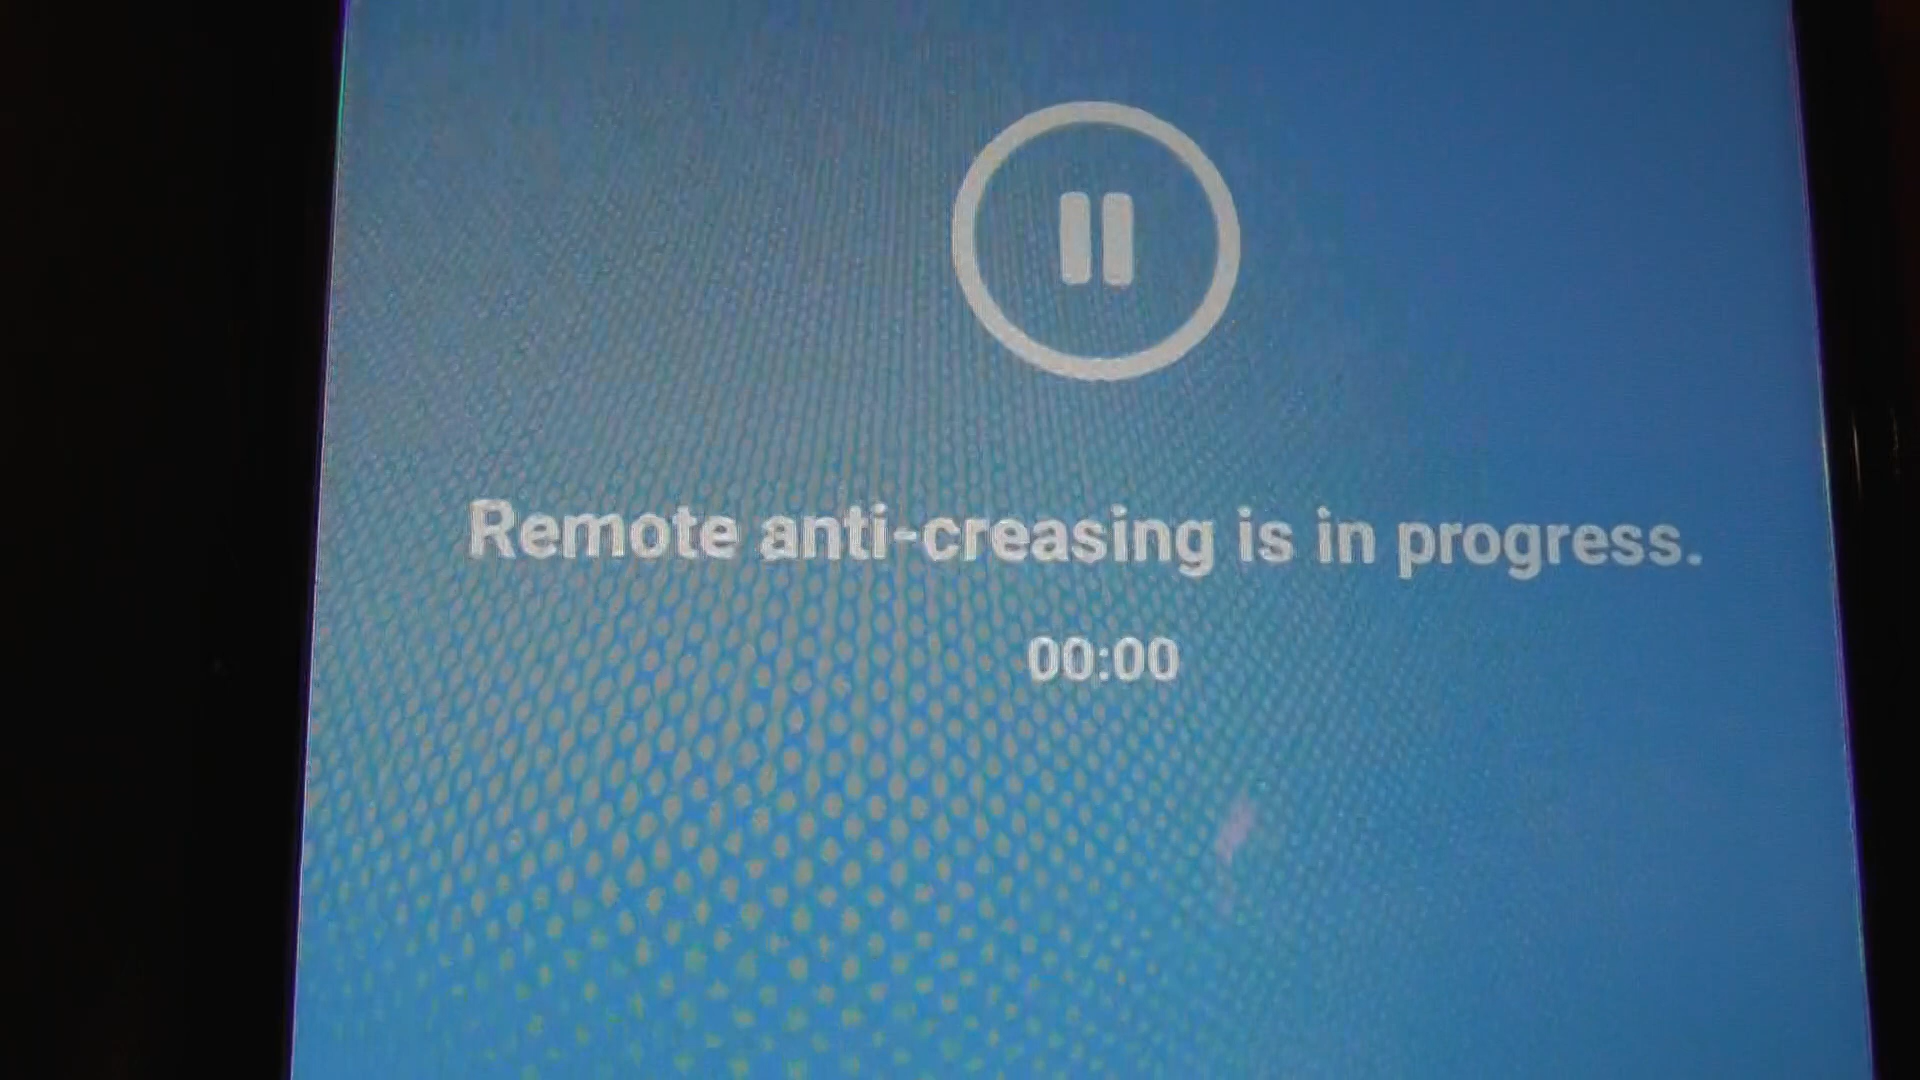 Remote anti-creasing is in progress.
00:00